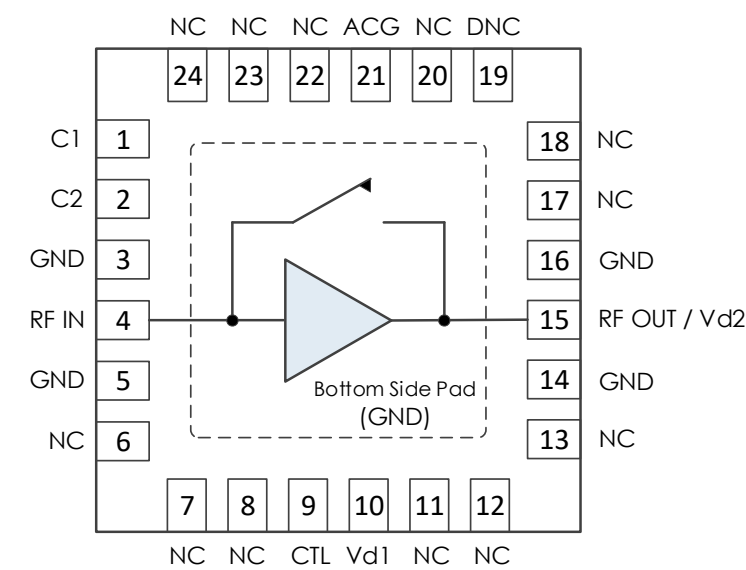 NC NC NC ACG NC DNC
24 23 22 21 20 19
C1 1 18 NC
C2 2 17 NC
GND 3 16 GND
RF IN 4 15 RF OUT / Vd2
GND 5 14 GND
Bottom Side Pad
(GND)
NC 6 13 NC
7 8 9 10 11 12
NC NC CTL Vd1 NC NC